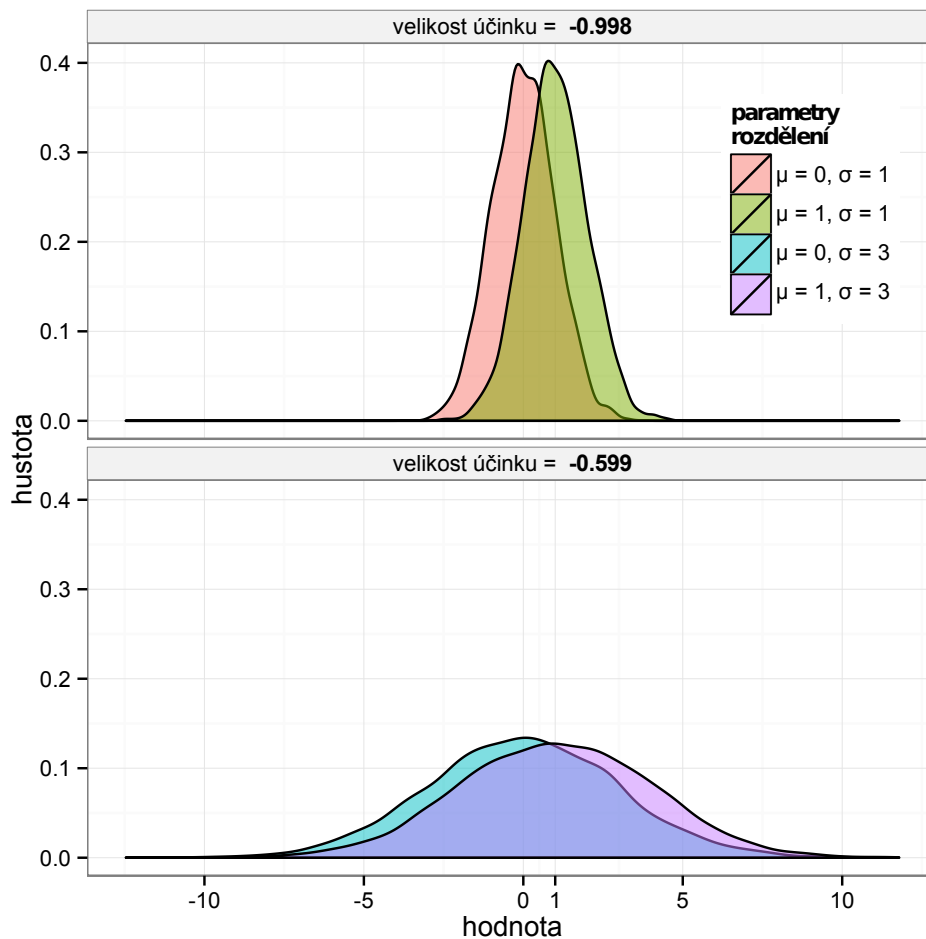 velikost účinku = -0.998
0.4
0.3
0.2
0.1
0.0
parametry
rozdělení
μ = 0, σ = 1
μ = 1, σ = 1
μ = 0, σ = 3
μ = 1, σ = 3
hustota
velikost účinku = -0.599
0.4
0.3
0.2
0.1
0.0
-10 -5 0 1 5 10
hodnota